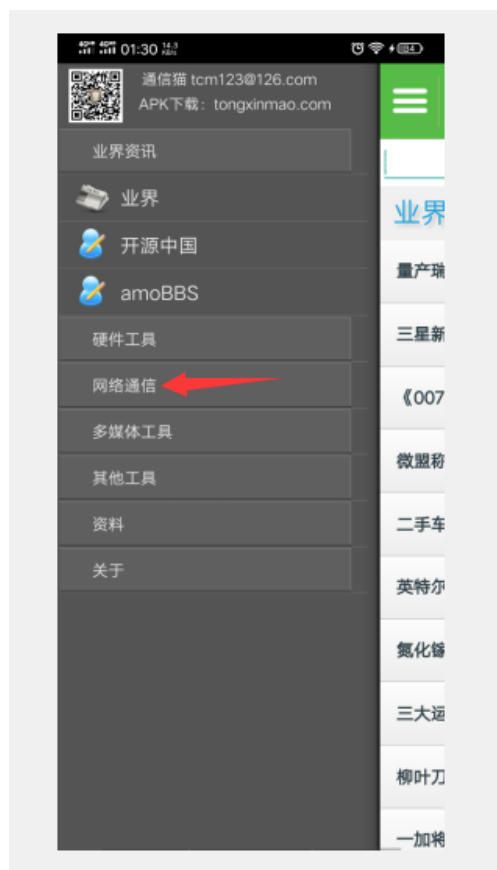 01:30
通信猫 tcm123@126.com
APK下载：tongxinmao.com
业界资讯
业界
开源中国
amoBBS
硬件工具
网络通信
多媒体工具
其他工具
资料
关于
业界
量产瑞
三星新
《007
微盟称
二手车
英特尔
氮化镓
三大运
柳叶刀
一加将